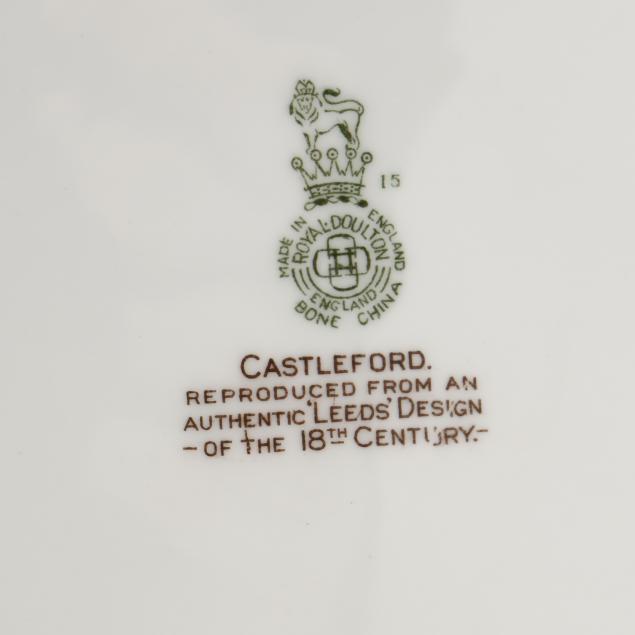 15
MADE IN ENGLAND
ROYAL·DOULTON
ENGLAND
BONE CHINA
CASTLEFORD.
REPRODUCED FROM AN
AUTHENTIC 'LEEDS' DESIGN
- OF THE 18TH CENTURY.-